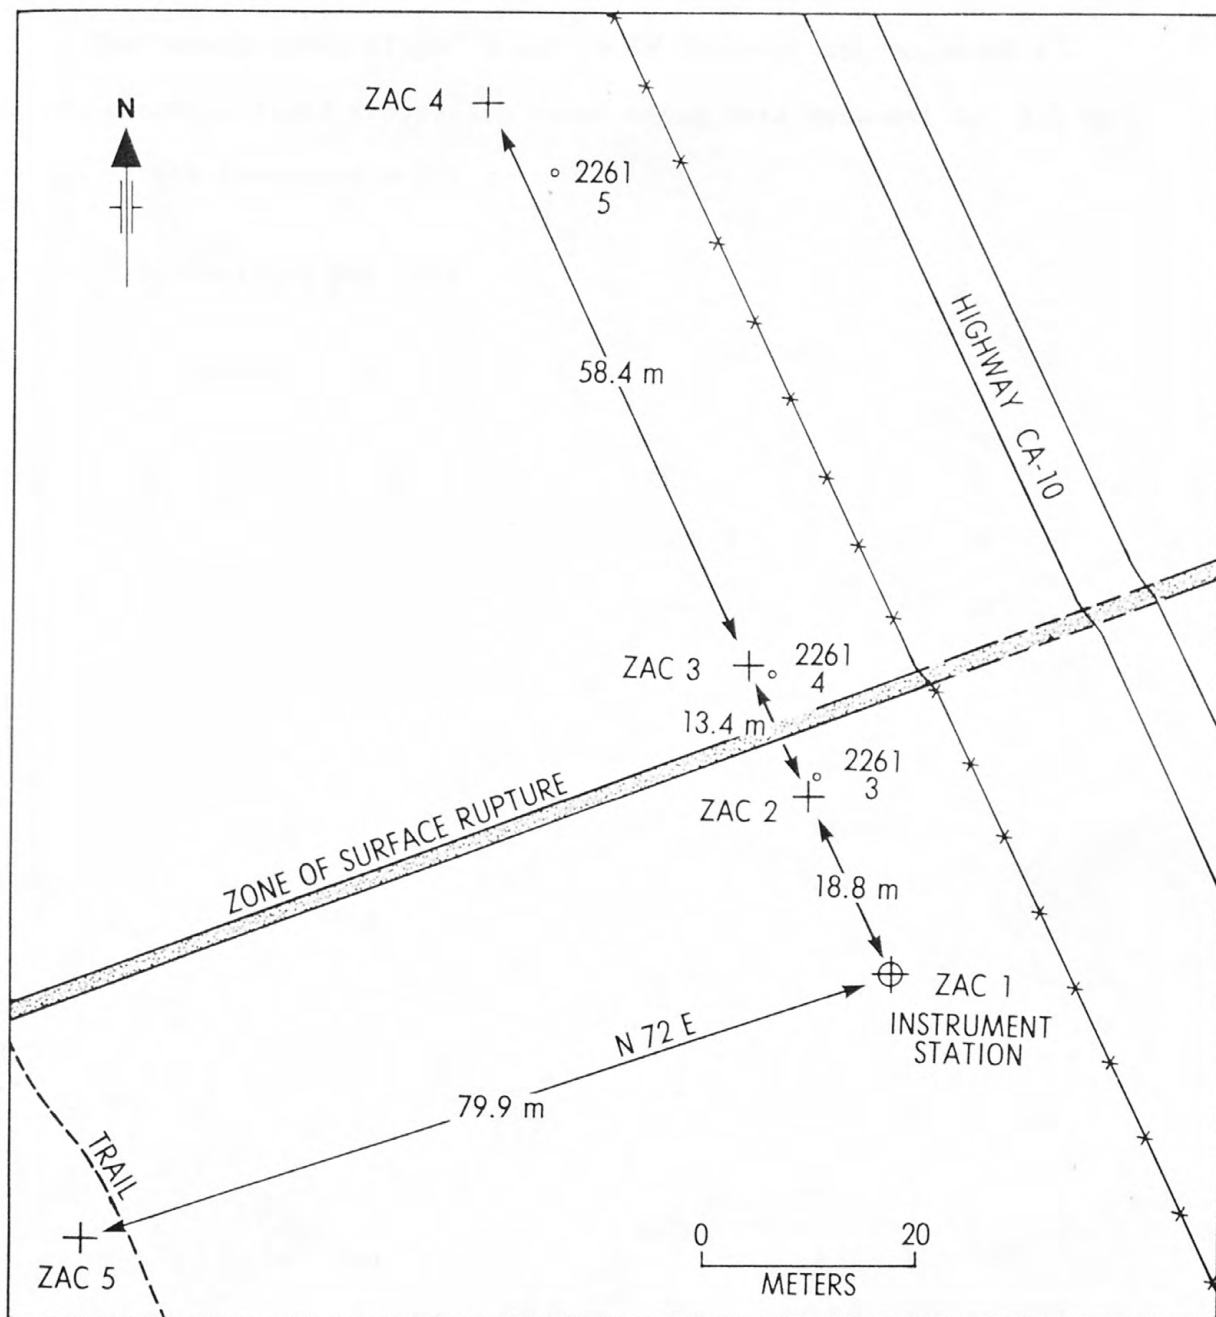 N
ZAC 4
2261
5
58.4 m
HIGHWAY CA-10
ZAC 3
2261
4
13.4 m
2261
3
ZAC 2
ZONE OF SURFACE RUPTURE
18.8 m
ZAC 1
INSTRUMENT
STATION
N 72 E
79.9 m
TRAIL
ZAC 5
0 20
METERS